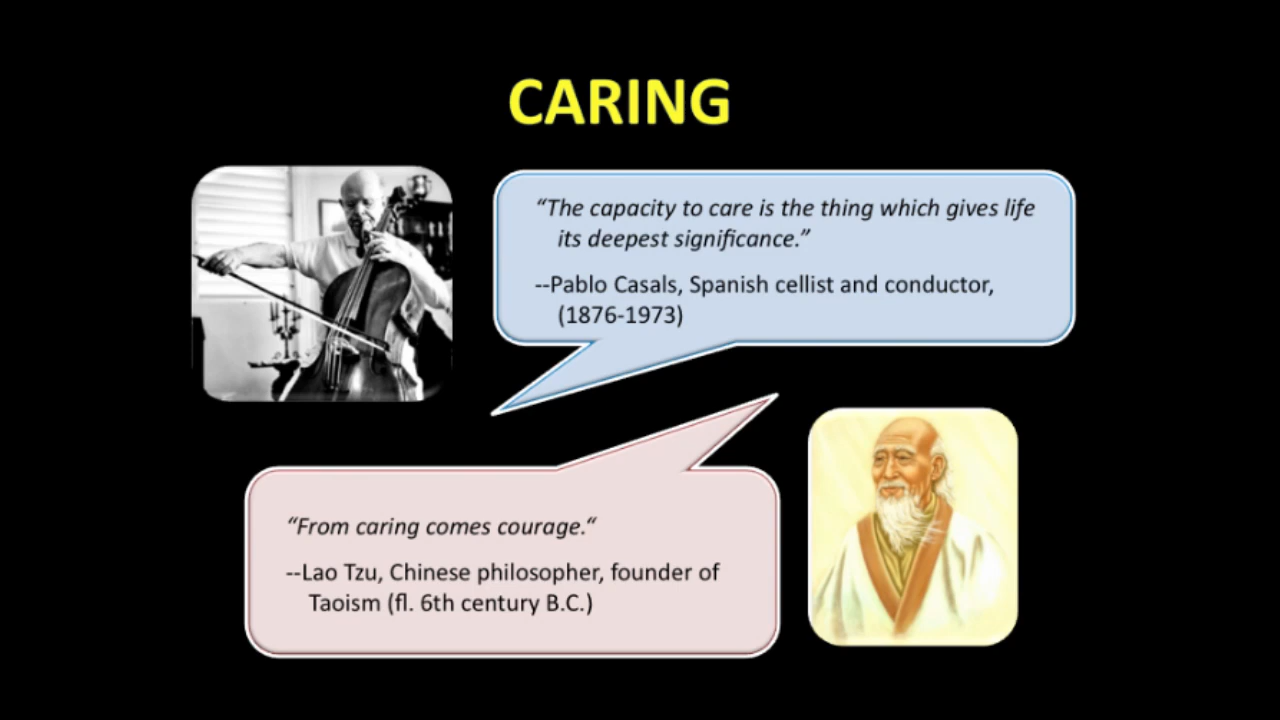 CARING
“The capacity to care is the thing which gives life
its deepest significance.”
--Pablo Casals, Spanish cellist and conductor,
(1876-1973)
“From caring comes courage.“
--Lao Tzu, Chinese philosopher, founder of
Taoism (fl. 6th century B.C.)